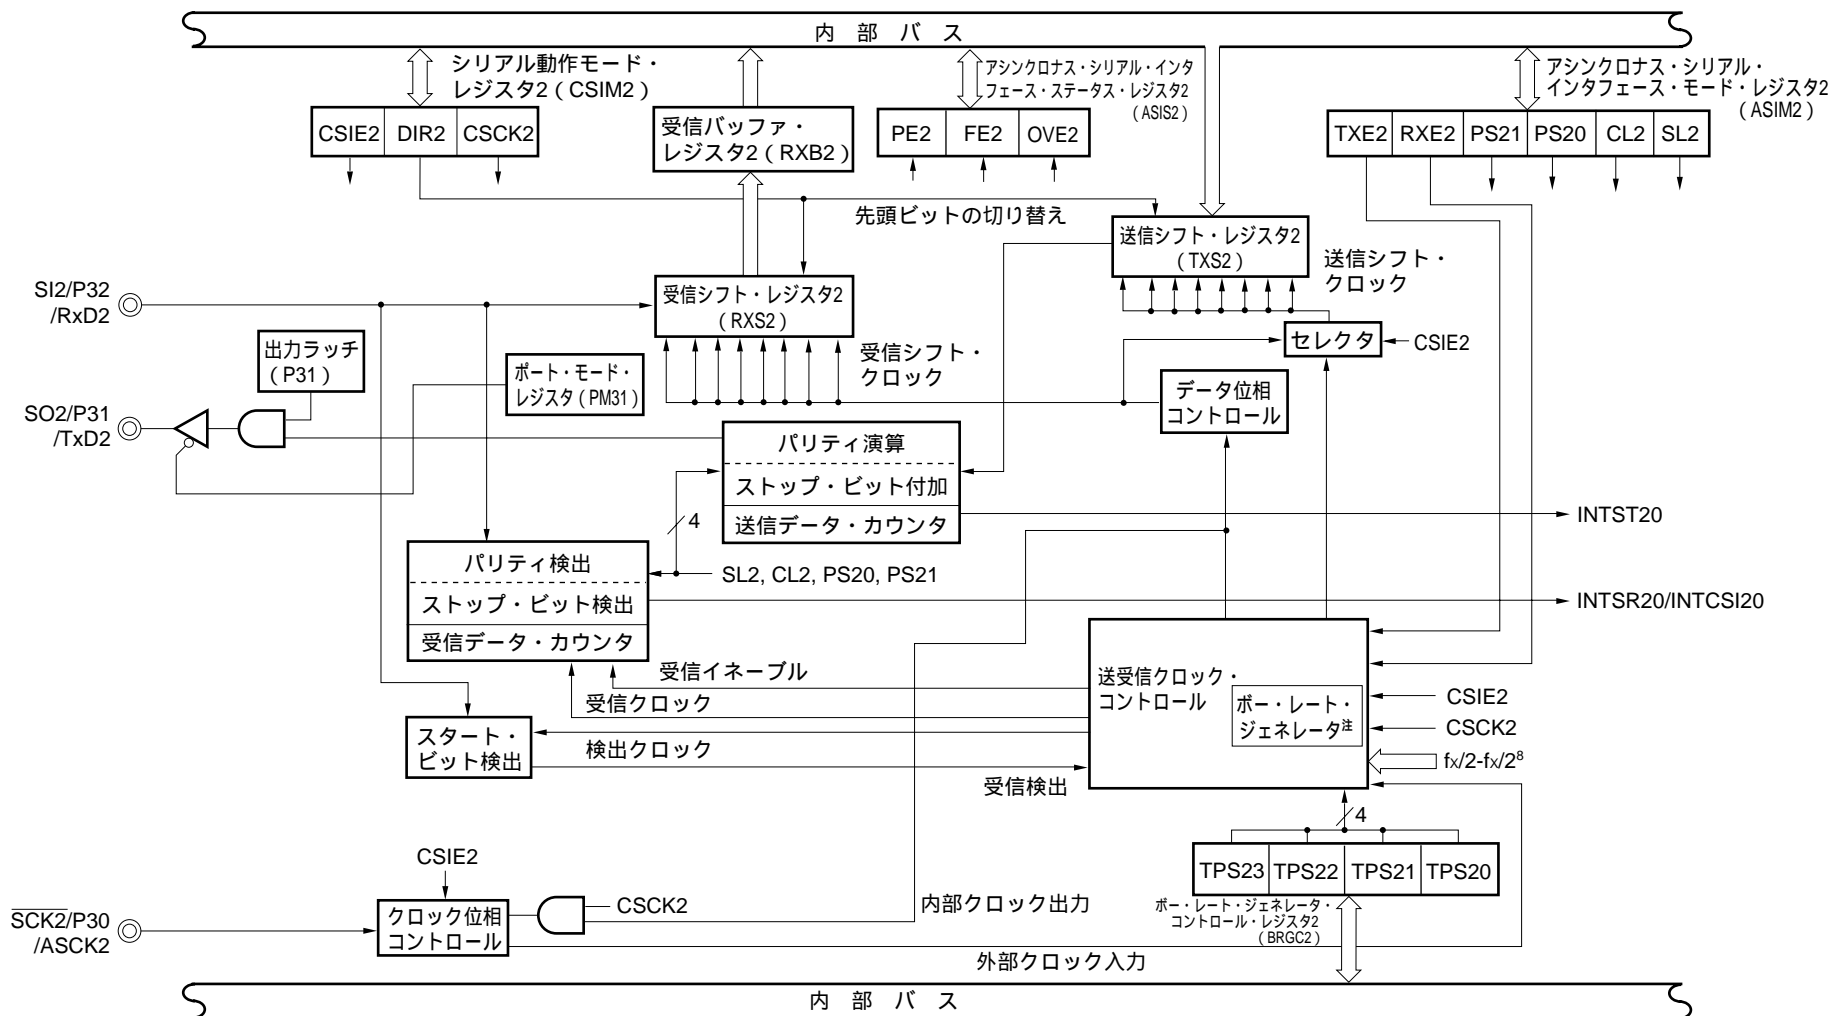 内 部 バ ス
シリアル動作モード・
レジスタ2 ( CSIM2 )
CSIE2 DIR2 CSCK2
受信バッファ・
レジスタ2 ( RXB2 )
アシンクロナス・シリアル・インタ
フェース・ステータス・レジスタ2
( ASIS2 )
PE2 FE2 OVE2
アシンクロナス・シリアル・
インタフェース・モード・レジスタ2
( ASIM2 )
TXE2 RXE2 PS21 PS20 CL2 SL2
先頭ビットの切り替え
送信シフト・レジスタ2
( TXS2 )
送信シフト・
クロック
SI2/P32
/RxD2
受信シフト・レジスタ2
( RXS2 )
セレクタ
CSIE2
出力ラッチ
( P31 )
ポート・モード・
レジスタ ( PM31 )
受信シフト・
クロック
データ位相
コントロール
SO2/P31
/TxD2
パリティ演算
ストップ・ビット付加
送信データ・カウンタ
4
INTST20
パリティ検出
ストップ・ビット検出
受信データ・カウンタ
SL2, CL2, PS20, PS21
INTSR20/INTCSI20
受信イネーブル
受信クロック
送受信クロック・
コントロール
ボー・レート・
ジェネレータ注
CSIE2
CSCK2
fX/2-fX/2⁸
スタート・
ビット検出
検出クロック
受信検出
4
TPS23 TPS22 TPS21 TPS20
ボー・レート・ジェネレータ・
コントロール・レジスタ2
( BRGC2 )
CSIE2
SCK2/P30
/ASCK2
クロック位相
コントロール
CSCK2
内部クロック出力
外部クロック入力
内 部 バ ス